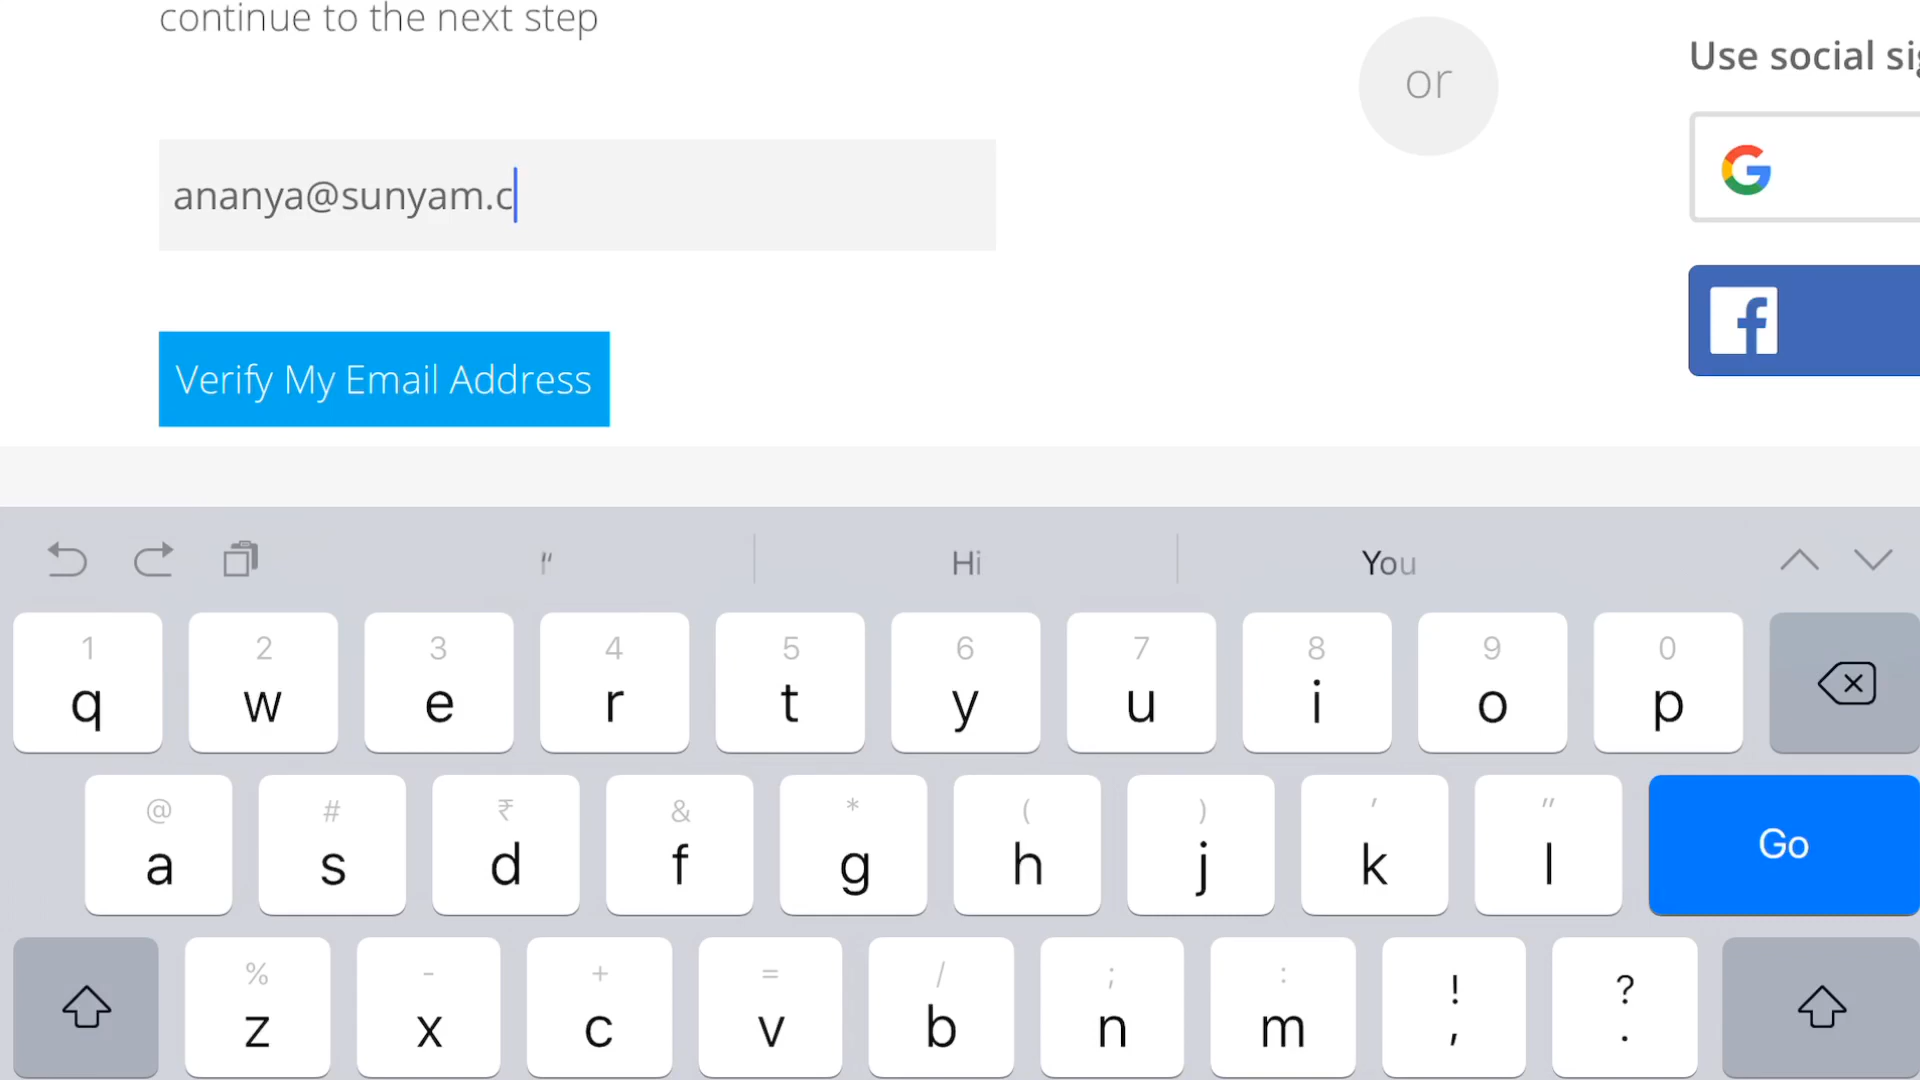 continue to the next step
or
Use social sig
ananya@sunyam.c
Verify My Email Address
" Hi You
1 2 3 4 5 6 7 8 9 0
q w e r t y u i o p
@ # ₹ & * ( ) ' "
a s d f g h j k l Go
% - + = / ; : ! ?
z x c v b n m , .